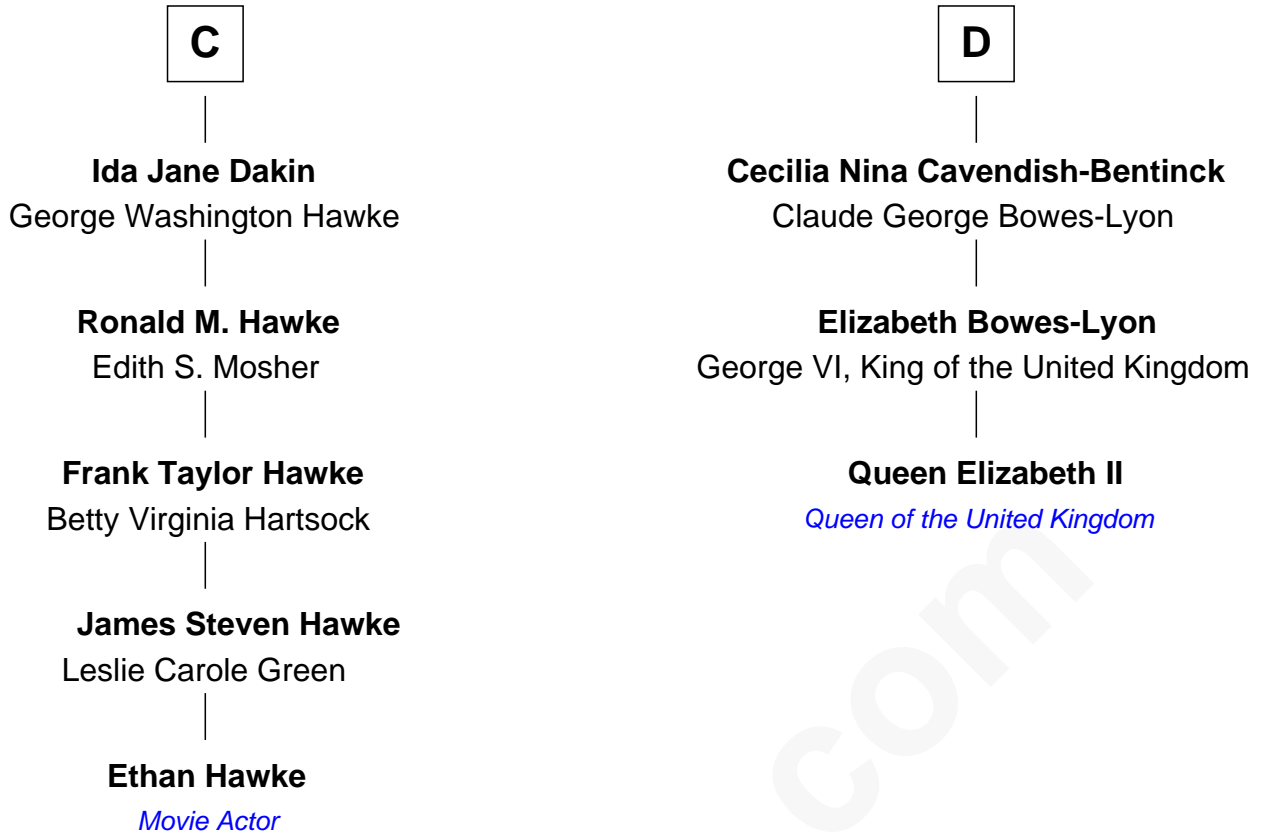 C
Ida Jane Dakin
George Washington Hawke
Ronald M. Hawke
Edith S. Mosher
Frank Taylor Hawke
Betty Virginia Hartsock
James Steven Hawke
Leslie Carole Green
Ethan Hawke
Movie Actor
D
Cecilia Nina Cavendish-Bentinck
Claude George Bowes-Lyon
Elizabeth Bowes-Lyon
George VI, King of the United Kingdom
Queen Elizabeth II
Queen of the United Kingdom
com